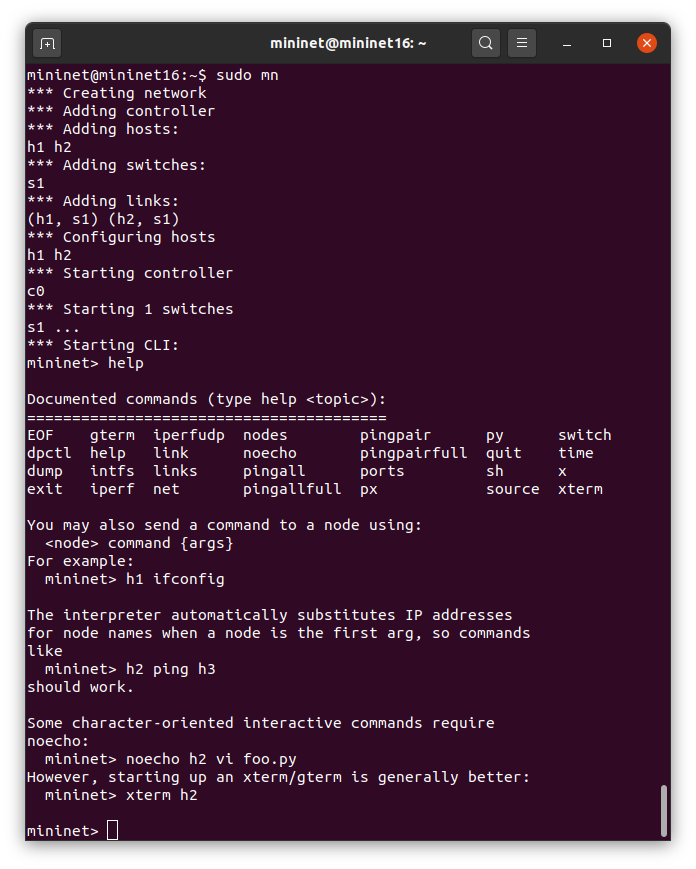 mininet@mininet16: ~
mininet@mininet16:~$ sudo mn
*** Creating network
*** Adding controller
*** Adding hosts:
h1 h2
*** Adding switches:
s1
*** Adding links:
(h1, s1) (h2, s1)
*** Configuring hosts
h1 h2
*** Starting controller
c0
*** Starting 1 switches
s1 ...
*** Starting CLI:
mininet> help

Documented commands (type help <topic>):
========================================
EOF    gterm  iperfudp  nodes        pingpair      py      switch
dpctl  help   link      noecho       pingpairfull  quit    time
dump   intfs  links     pingall      ports         sh      x
exit   iperf  net       pingallfull  px            source  xterm

You may also send a command to a node using:
  <node> command {args}
For example:
  mininet> h1 ifconfig

The interpreter automatically substitutes IP addresses
for node names when a node is the first arg, so commands
like
  mininet> h2 ping h3
should work.

Some character-oriented interactive commands require
noecho:
  mininet> noecho h2 vi foo.py
However, starting up an xterm/gterm is generally better:
  mininet> xterm h2

mininet>